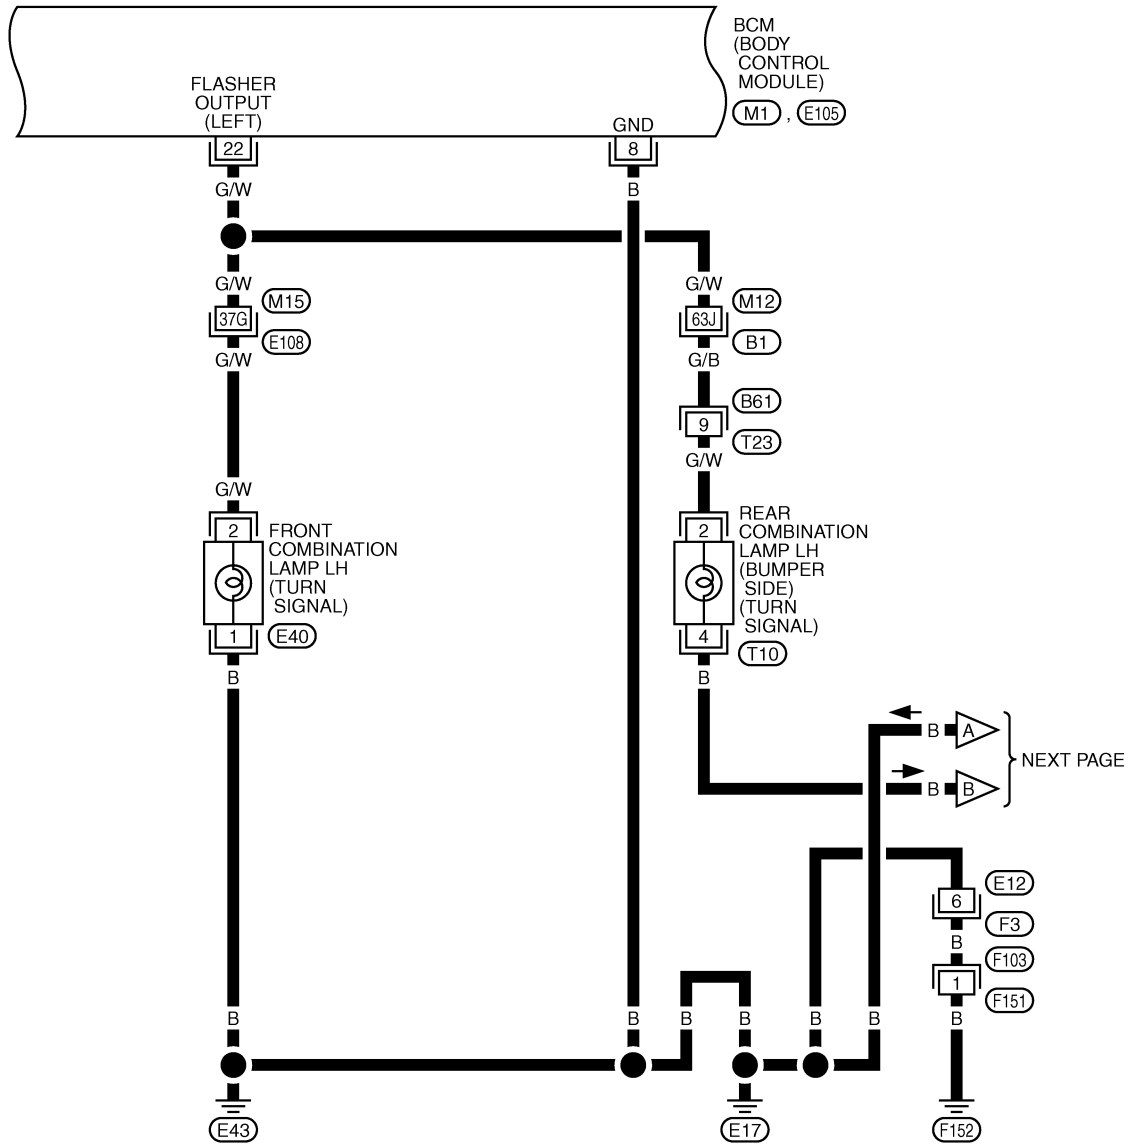 BCM
(BODY
CONTROL
MODULE)
M1 , E105
FLASHER
OUTPUT
(LEFT)
GND
22
8
G/W
B
G/W
G/W
M15
M12
37G
63J
E108
B1
G/W
G/B
B61
9
T23
G/W
G/W
2
FRONT
COMBINATION
LAMP LH
(TURN
SIGNAL)
1
E40
B
2
REAR
COMBINATION
LAMP LH
(BUMPER
SIDE)
(TURN
SIGNAL)
4
T10
B
B
A
NEXT PAGE
B
B
E12
6
F3
B
F103
1
F151
B
B
B
B
B
B
B
E43
E17
F152